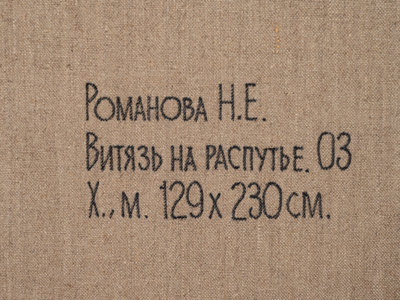 Романова Н.Е.
Витязь на распутье. 03
Х., м. 129 х 230 см.